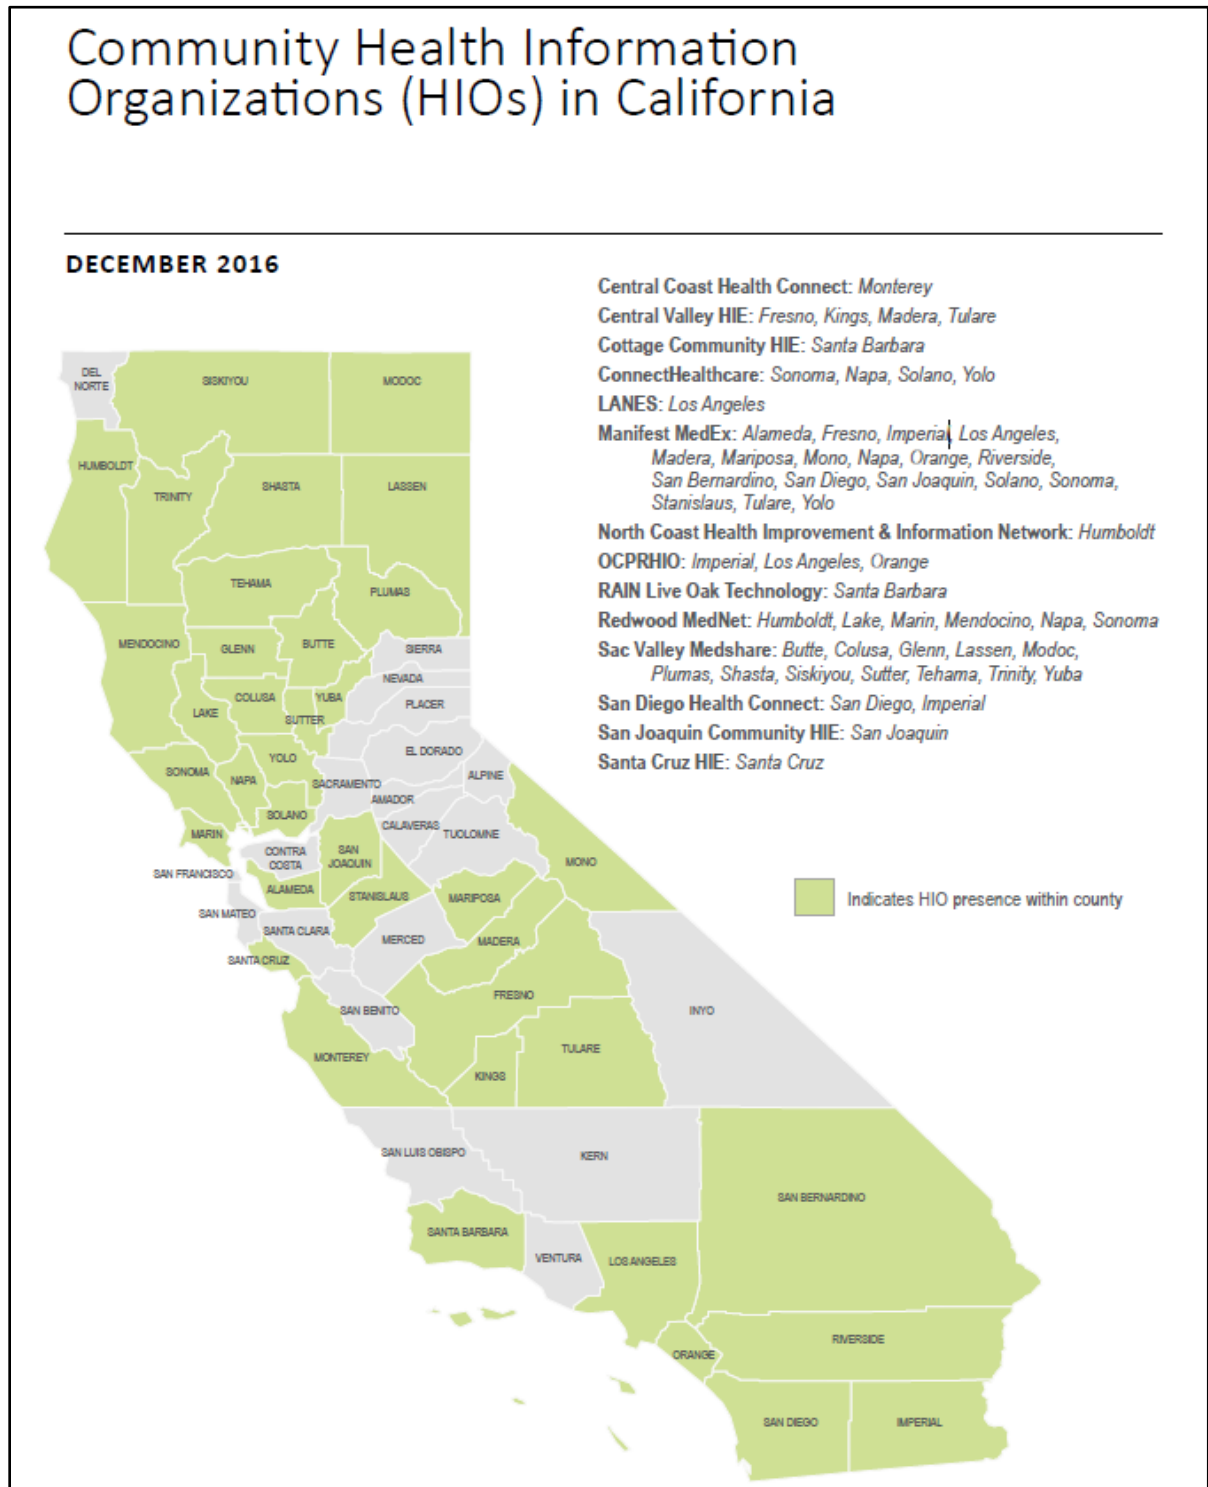 Community Health Information
Organizations (HIOs) in California
DECEMBER 2016
Central Coast Health Connect: Monterey
Central Valley HIE: Fresno, Kings, Madera, Tulare
Cottage Community HIE: Santa Barbara
ConnectHealthcare: Sonoma, Napa, Solano, Yolo
LANES: Los Angeles
Manifest MedEx: Alameda, Fresno, Imperial, Los Angeles,
Madera, Mariposa, Mono, Napa, Orange, Riverside,
San Bernardino, San Diego, San Joaquin, Solano, Sonoma,
Stanislaus, Tulare, Yolo
North Coast Health Improvement & Information Network: Humboldt
OCPRHIO: Imperial, Los Angeles, Orange
RAIN Live Oak Technology: Santa Barbara
Redwood MedNet: Humboldt, Lake, Marin, Mendocino, Napa, Sonoma
Sac Valley Medshare: Butte, Colusa, Glenn, Lassen, Modoc,
Plumas, Shasta, Siskiyou, Sutter, Tehama, Trinity, Yuba
San Diego Health Connect: San Diego, Imperial
San Joaquin Community HIE: San Joaquin
Santa Cruz HIE: Santa Cruz
Indicates HIO presence within county
DEL
NORTE
SISKIYOU
MODOC
HUMBOLDT
TRINITY
SHASTA
LASSEN
TEHAMA
PLUMAS
MENDOCINO
GLENN
BUTTE
SIERRA
NEVADA
COLUSA
YUBA
PLACER
LAKE
SUTTER
EL DORADO
YOLO
SONOMA
NAPA
SACRAMENTO
ALPINE
AMADOR
SOLANO
CALAVERAS
TUOLOMNE
MARIN
CONTRA
COSTA
SAN
JOAQUIN
MONO
SAN FRANCISCO
ALAMEDA
STANISLAUS
MARIPOSA
SAN MATEO
SANTA CLARA
MERCED
MADERA
SANTA CRUZ
FRESNO
SAN BENITO
INYO
MONTEREY
TULARE
KINGS
SAN LUIS OBISPO
KERN
SAN BERNARDINO
SANTA BARBARA
VENTURA
LOS ANGELES
RIVERSIDE
ORANGE
SAN DIEGO
IMPERIAL